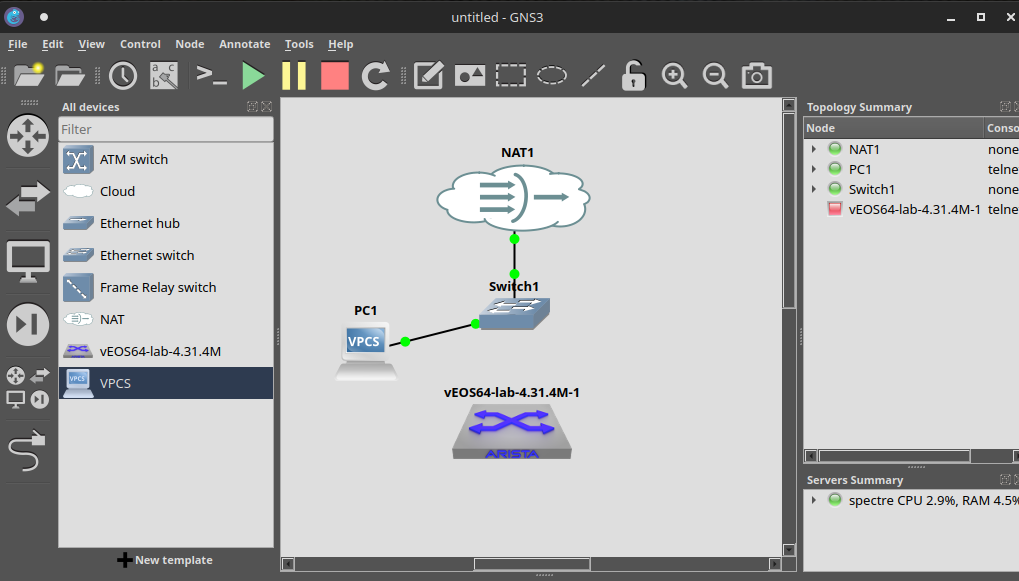 untitled - GNS3
File Edit View Control Node Annotate Tools Help
All devices
Filter
ATM switch
Cloud
Ethernet hub
Ethernet switch
Frame Relay switch
NAT
vEOS64-lab-4.31.4M
VPCS
VPCS
New template
NAT1
Switch1
PC1
VPCS
vEOS64-lab-4.31.4M-1
ARISTA
Topology Summary
Node Conso
NAT1 none
PC1 telne
Switch1 none
vEOS64-lab-4.31.4M-1 telne
Servers Summary
spectre CPU 2.9%, RAM 4.5%
a c
b